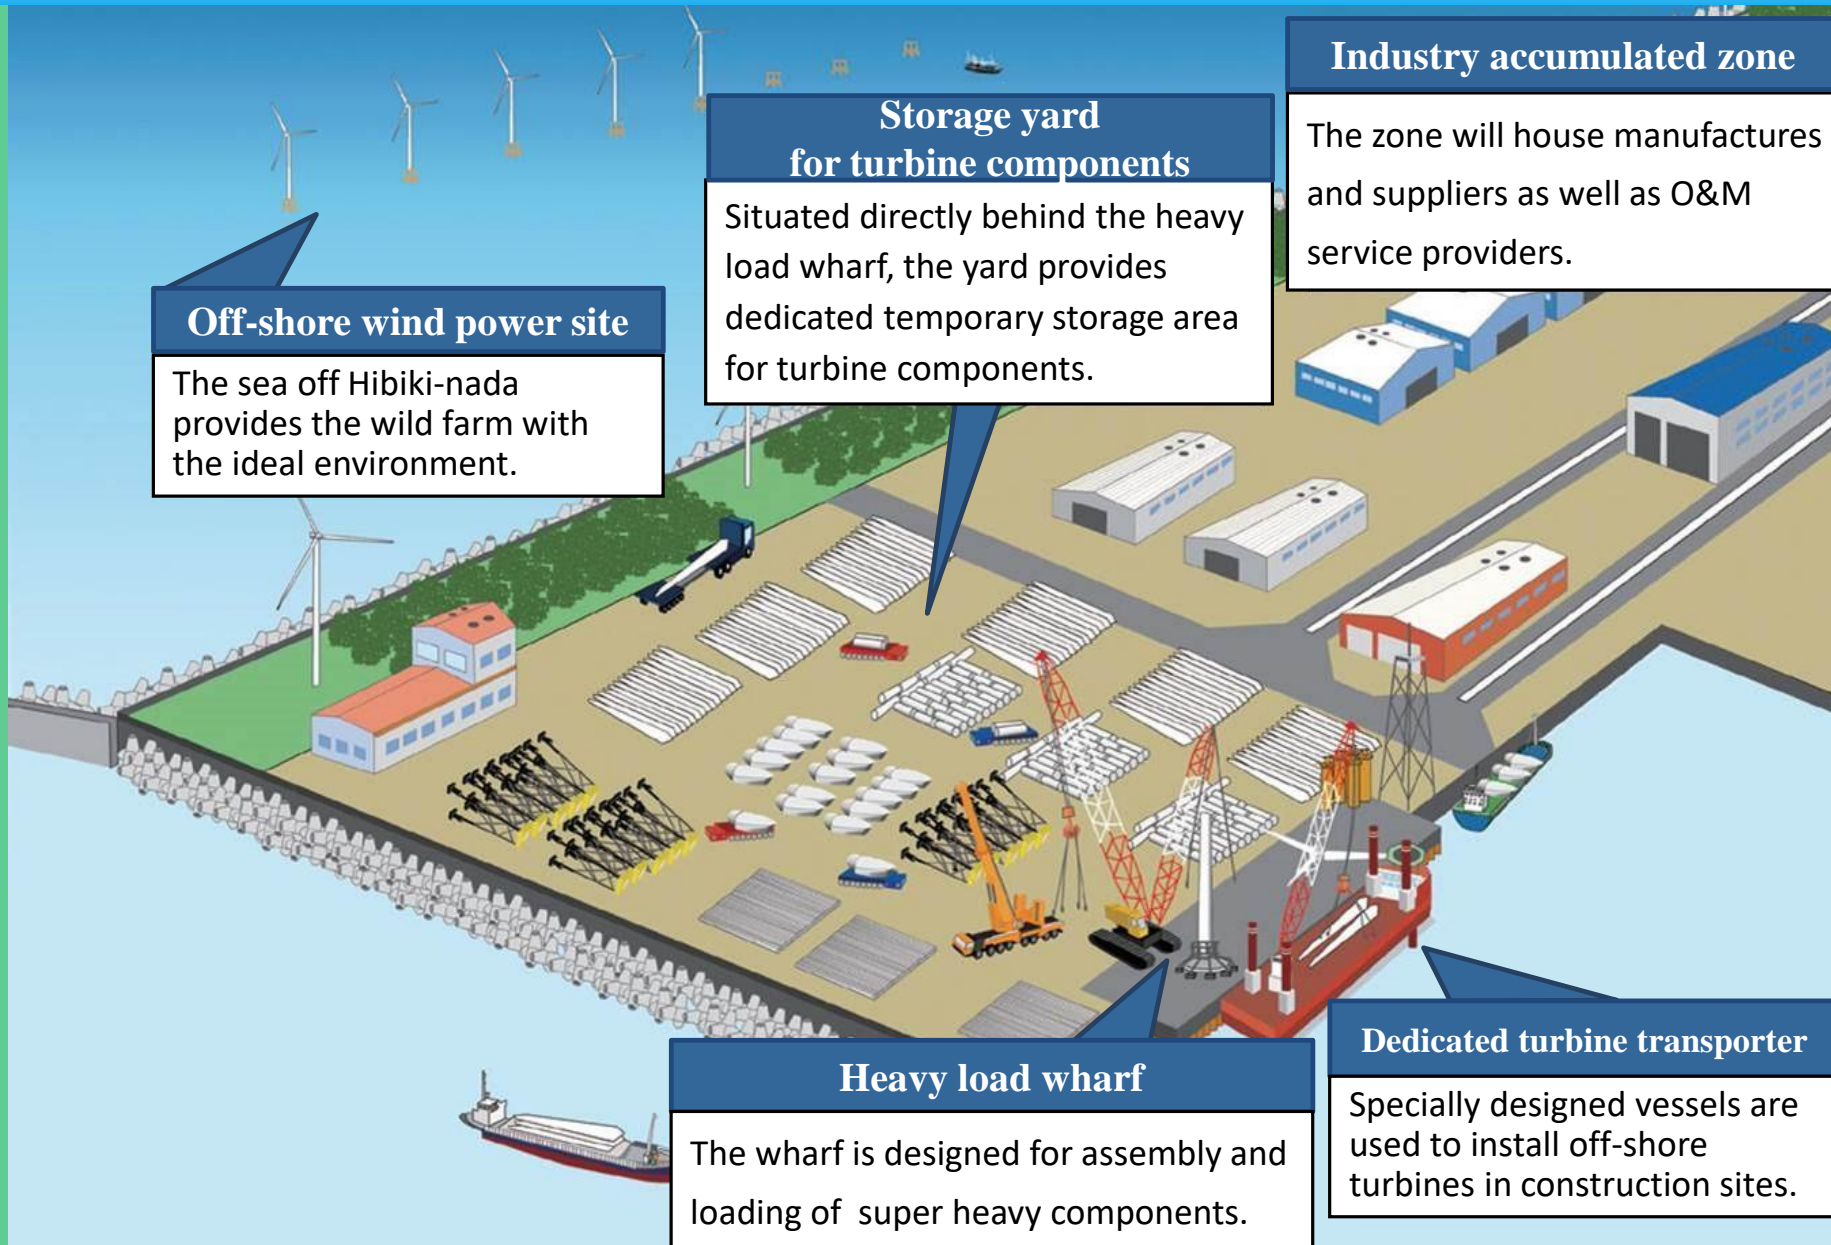 Industry accumulated zone
The zone will house manufactures
and suppliers as well as O&M
service providers.
Storage yard
for turbine components
Situated directly behind the heavy
load wharf, the yard provides
dedicated temporary storage area
for turbine components.
Off-shore wind power site
The sea off Hibiki-nada
provides the wild farm with
the ideal environment.
Heavy load wharf
The wharf is designed for assembly and
loading of  super heavy components.
Dedicated turbine transporter
Specially designed vessels are
used to install off-shore
turbines in construction sites.